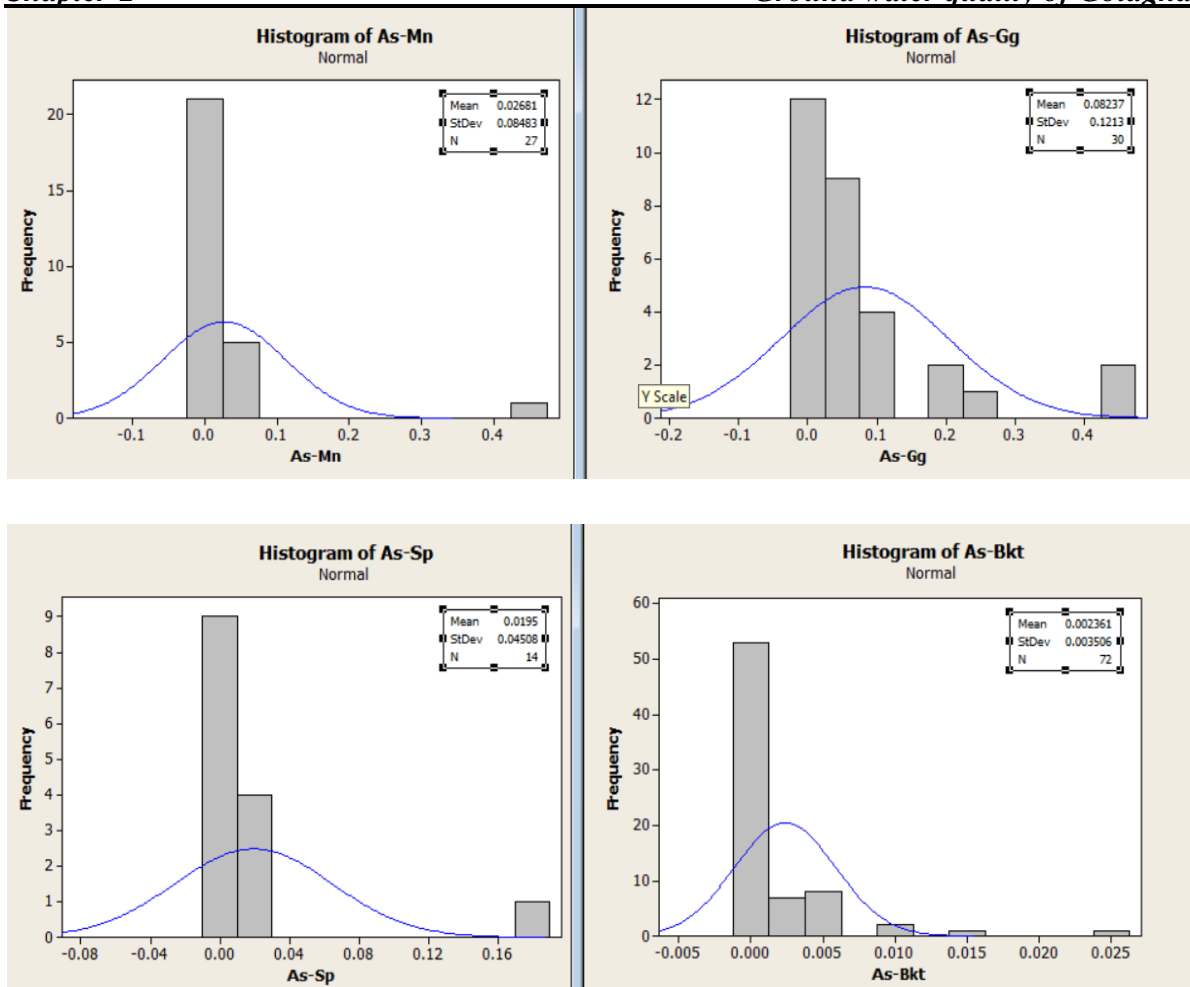 Histogram of As-Mn
Normal
Mean 0.02681
StDev 0.08483
N 27
20
15
10
5
0
Frequency
-0.1 0.0 0.1 0.2 0.3 0.4
As-Mn
Histogram of As-Gg
Normal
Mean 0.08237
StDev 0.1213
N 30
12
10
8
6
4
2
0
Frequency
Y Scale
-0.2 -0.1 0.0 0.1 0.2 0.3 0.4
As-Gg
Histogram of As-Sp
Normal
Mean 0.0195
StDev 0.04508
N 14
9
8
7
6
5
4
3
2
1
0
Frequency
-0.08 -0.04 0.00 0.04 0.08 0.12 0.16
As-Sp
Histogram of As-Bkt
Normal
Mean 0.002361
StDev 0.003506
N 72
60
50
40
30
20
10
0
Frequency
-0.005 0.000 0.005 0.010 0.015 0.020 0.025
As-Bkt